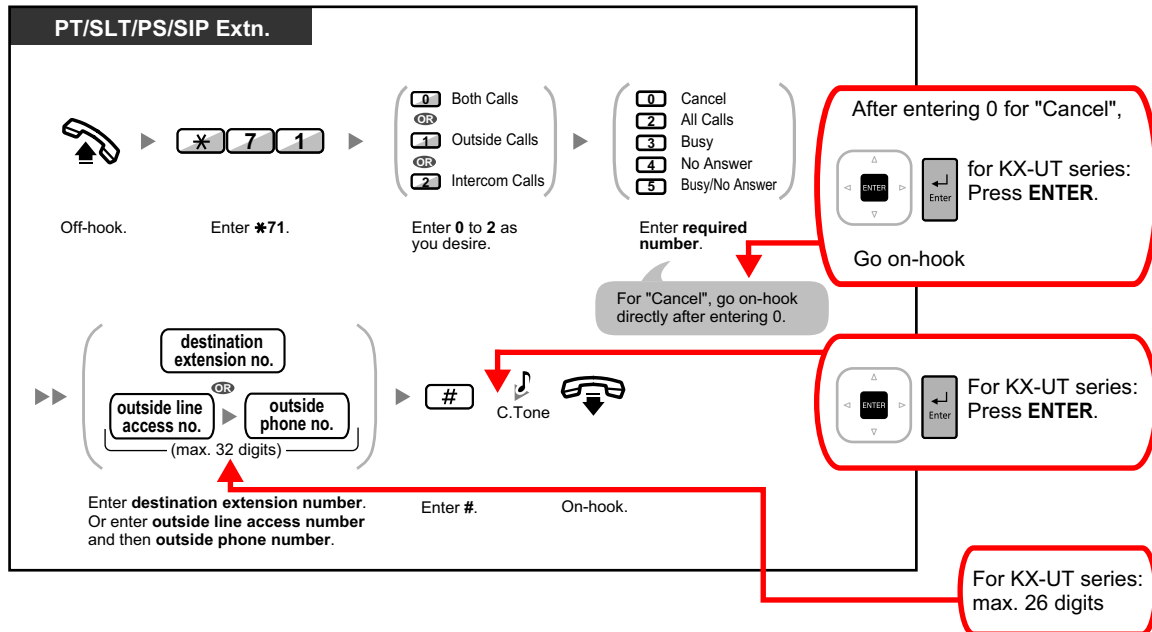 PT/SLT/PS/SIP Extn.
✱ 7 1
0 Both Calls
OR
1 Outside Calls
OR
2 Intercom Calls
0 Cancel
2 All Calls
3 Busy
4 No Answer
5 Busy/No Answer
Off-hook.
Enter ✱71.
Enter 0 to 2 as
you desire.
Enter required
number.
For "Cancel", go on-hook
directly after entering 0.
After entering 0 for "Cancel",
ENTER
Enter
for KX-UT series:
Press ENTER.
Go on-hook
destination
extension no.
OR
outside line
access no.
outside
phone no.
(max. 32 digits)
#
C.Tone
Enter destination extension number.
Or enter outside line access number
and then outside phone number.
Enter #.
On-hook.
ENTER
Enter
For KX-UT series:
Press ENTER.
For KX-UT series:
max. 26 digits